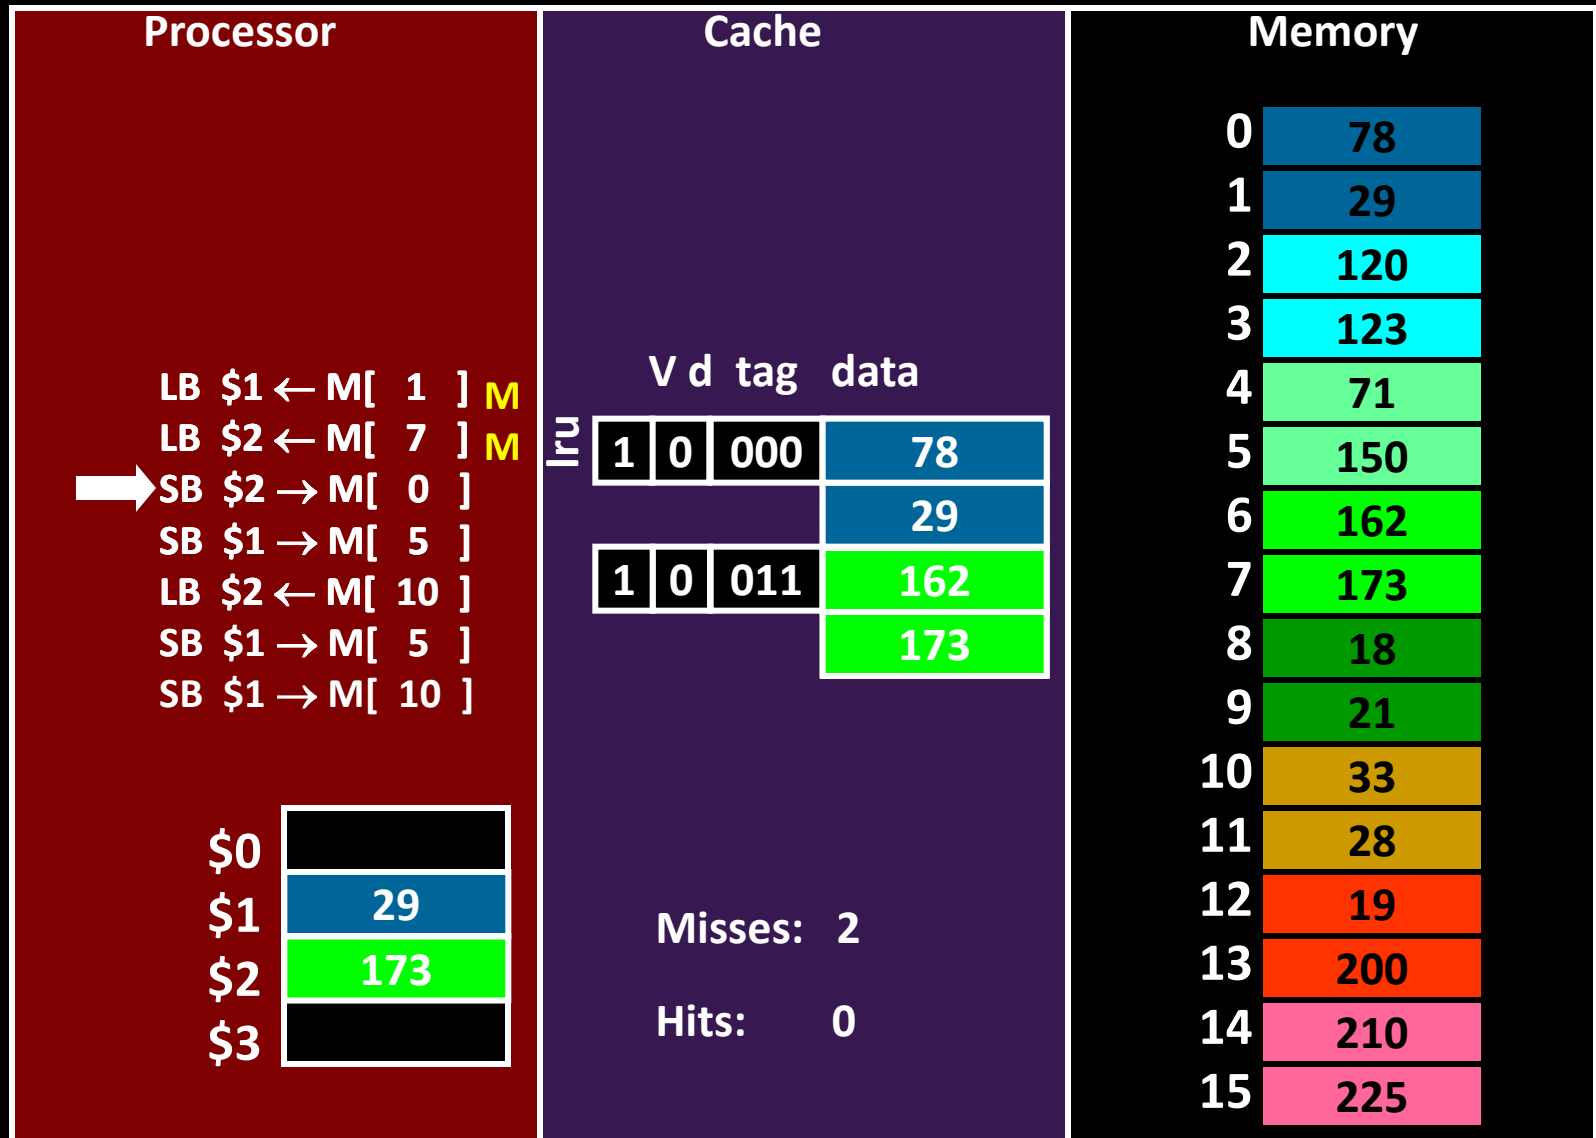 Processor
LB $1 ← M[ 1 ] M
LB $2 ← M[ 7 ] M
SB $2 → M[ 0 ]
SB $1 → M[ 5 ]
LB $2 ← M[ 10 ]
SB $1 → M[ 5 ]
SB $1 → M[ 10 ]
$0
$1 29
$2 173
$3
Cache
V d tag data
lru 1 0 000 78
29
1 0 011 162
173
Misses: 2
Hits: 0
Memory
0 78
1 29
2 120
3 123
4 71
5 150
6 162
7 173
8 18
9 21
10 33
11 28
12 19
13 200
14 210
15 225